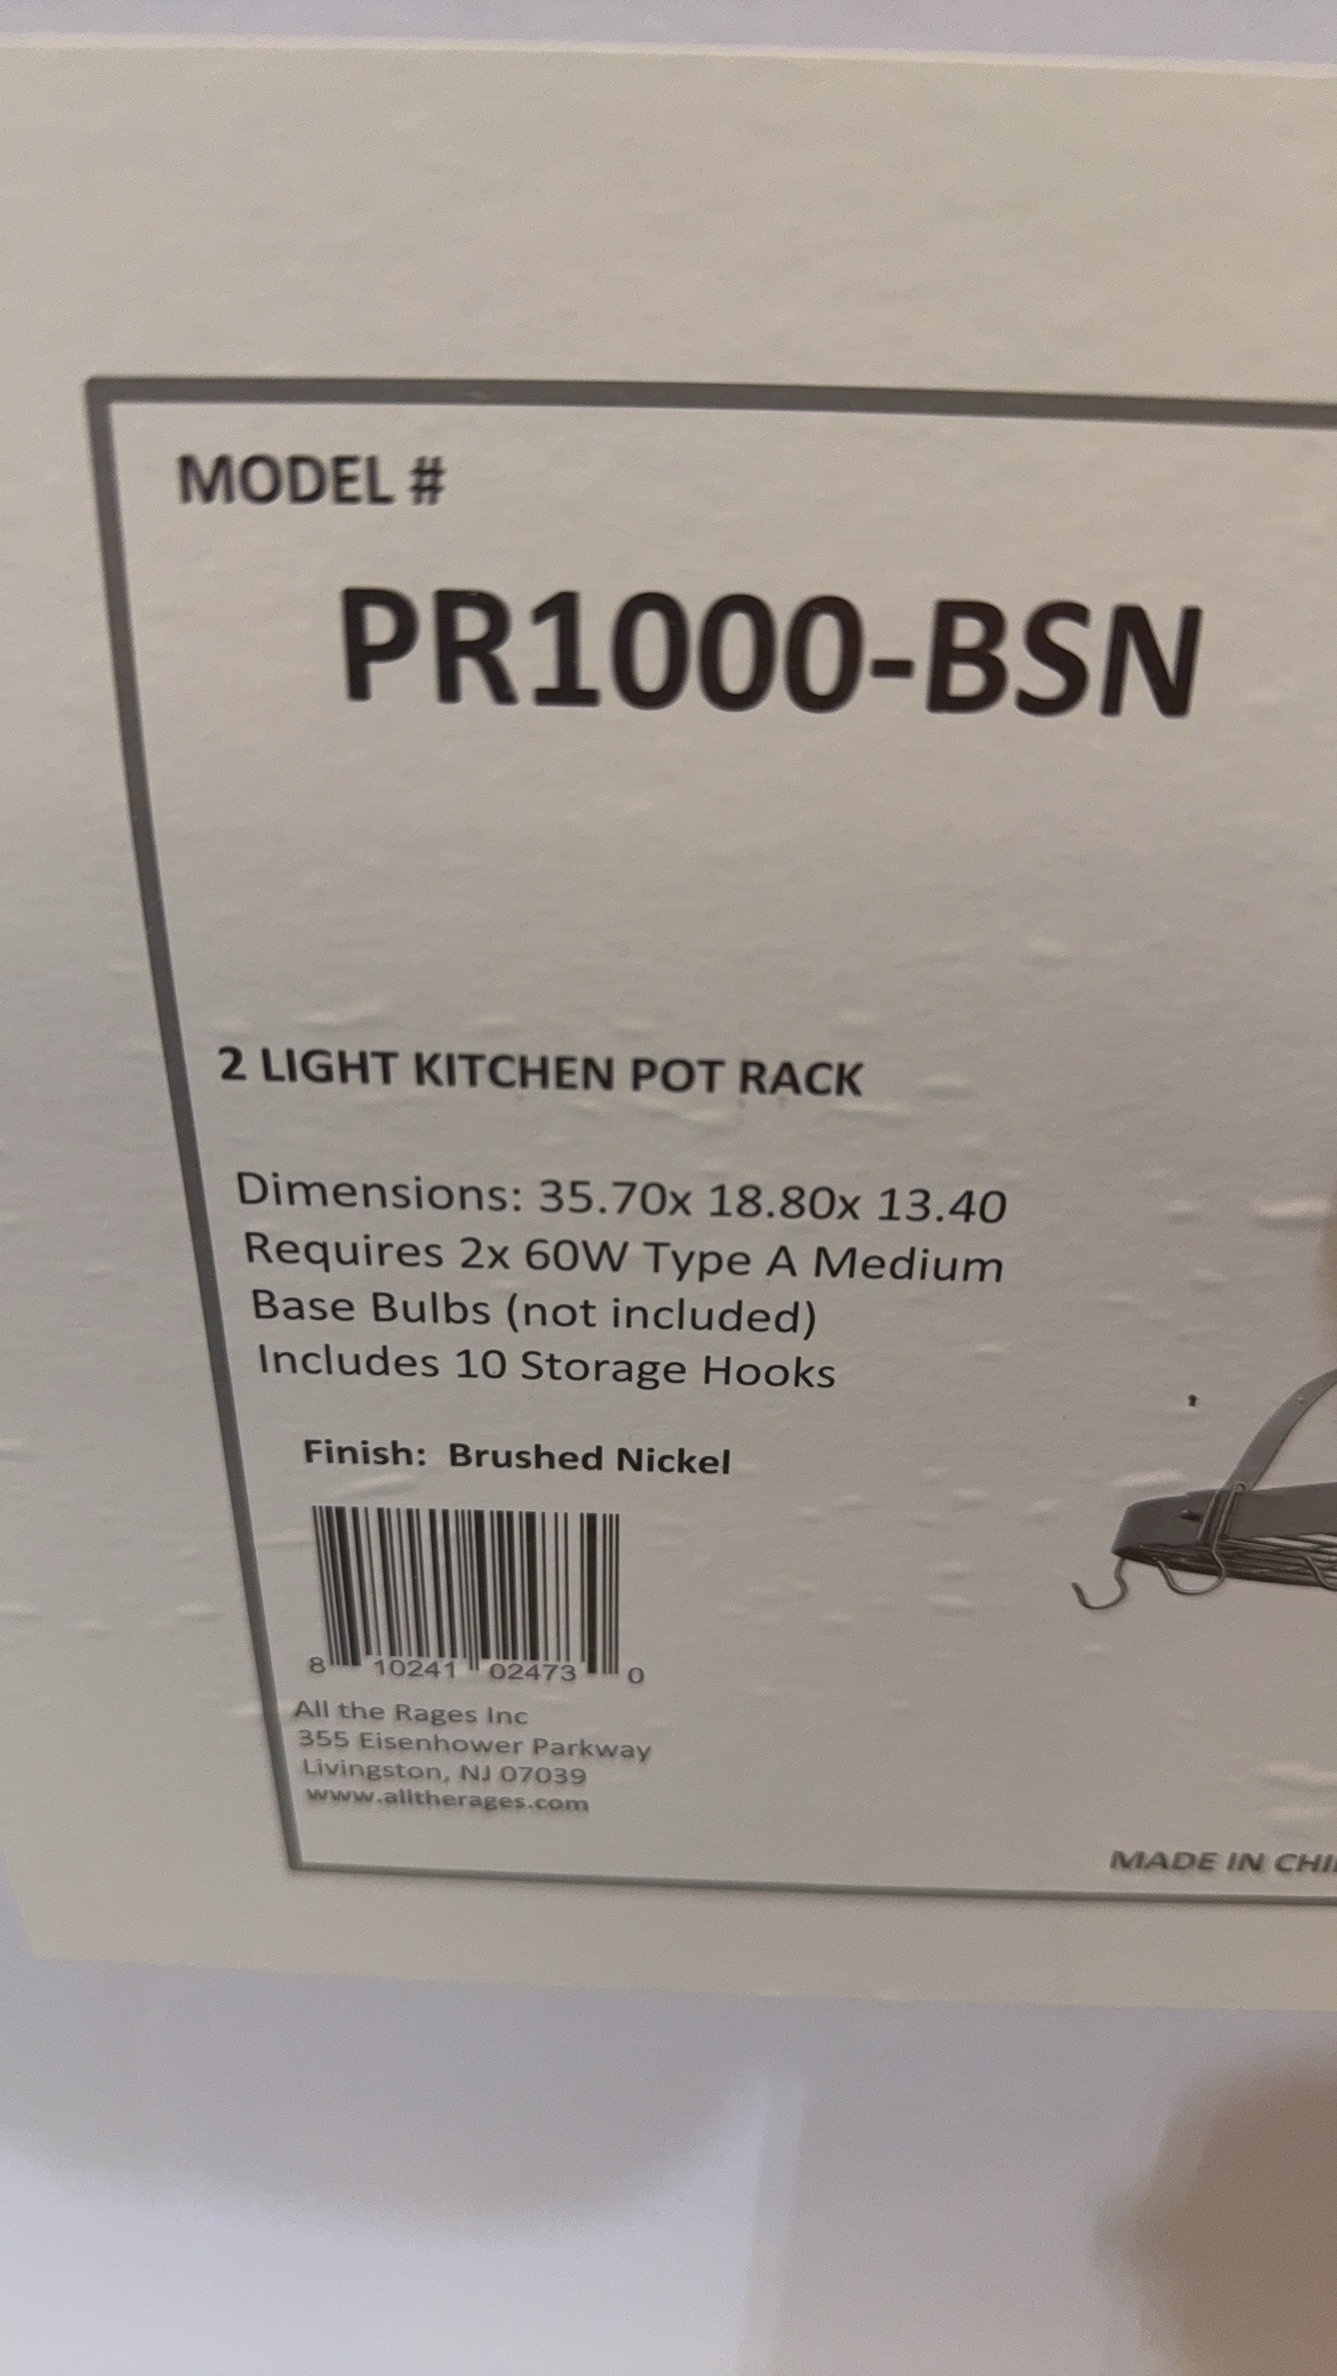 MODEL #
PR1000-BSN
2 LIGHT KITCHEN POT RACK
Dimensions: 35.70x 18.80x 13.40
Requires 2x 60W Type A Medium
Base Bulbs (not included)
Includes 10 Storage Hooks
Finish: Brushed Nickel
8 10241 02473 0
All the Rages Inc
355 Eisenhower Parkway
Livingston, NJ 07039
www.alltherages.com
MADE IN